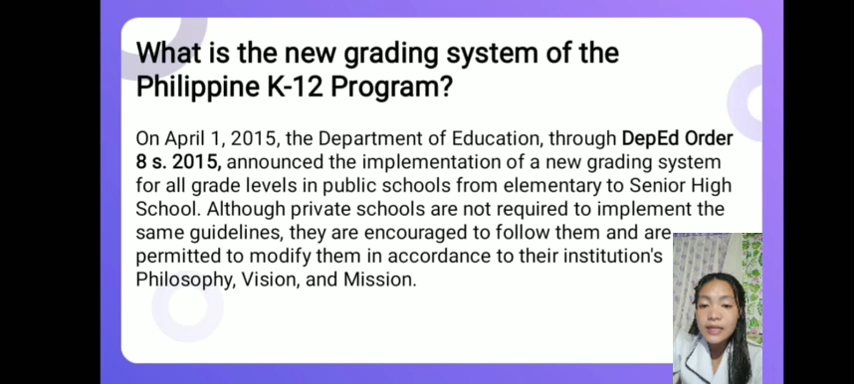 What is the new grading system of the
Philippine K-12 Program?
On April 1, 2015, the Department of Education, through DepEd Order
8 s. 2015, announced the implementation of a new grading system
for all grade levels in public schools from elementary to Senior High
School. Although private schools are not required to implement the
same guidelines, they are encouraged to follow them and are
permitted to modify them in accordance to their institution's
Philosophy, Vision, and Mission.